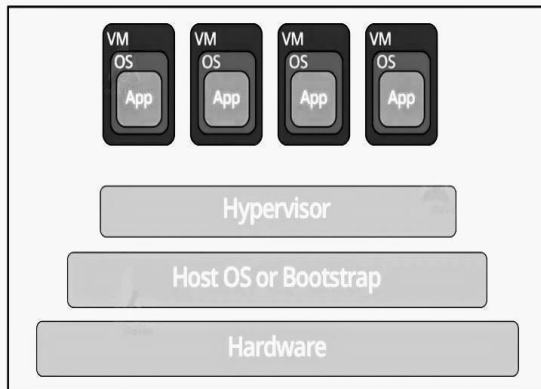 VM VM VM VM
OS OS OS OS
App App App App
Hypervisor
Host OS or Bootstrap
Hardware